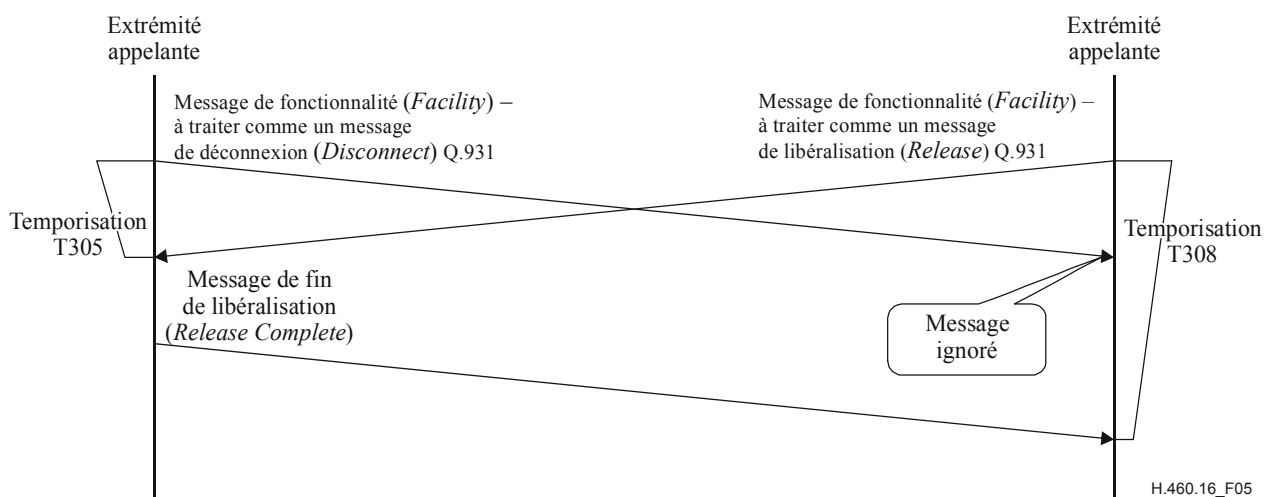 Extrémité
appelante
Extrémité
appelante
Message de fonctionnalité (Facility) –
à traiter comme un message
de déconnexion (Disconnect) Q.931
Message de fonctionnalité (Facility) –
à traiter comme un message
de libéralisation (Release) Q.931
Temporisation
T305
Temporisation
T308
Message de fin
de libéralisation
(Release Complete)
Message
ignoré
H.460.16_F05